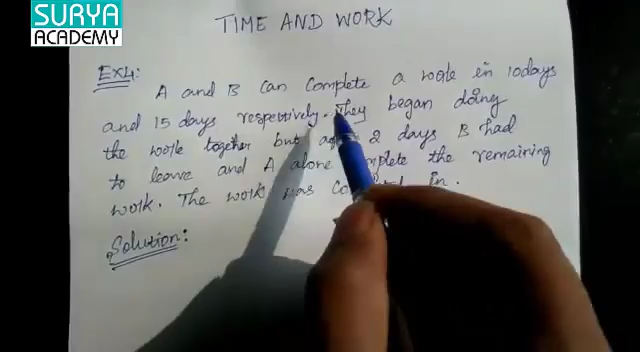 SURYA
ACADEMY
TIME AND WORK
EX4:
A and B can complete a work in 10days
and 15 days respectively. They began doing
the work together but 2 days B had
to leave and A alone the remaining
work. The work was in.
Solution: